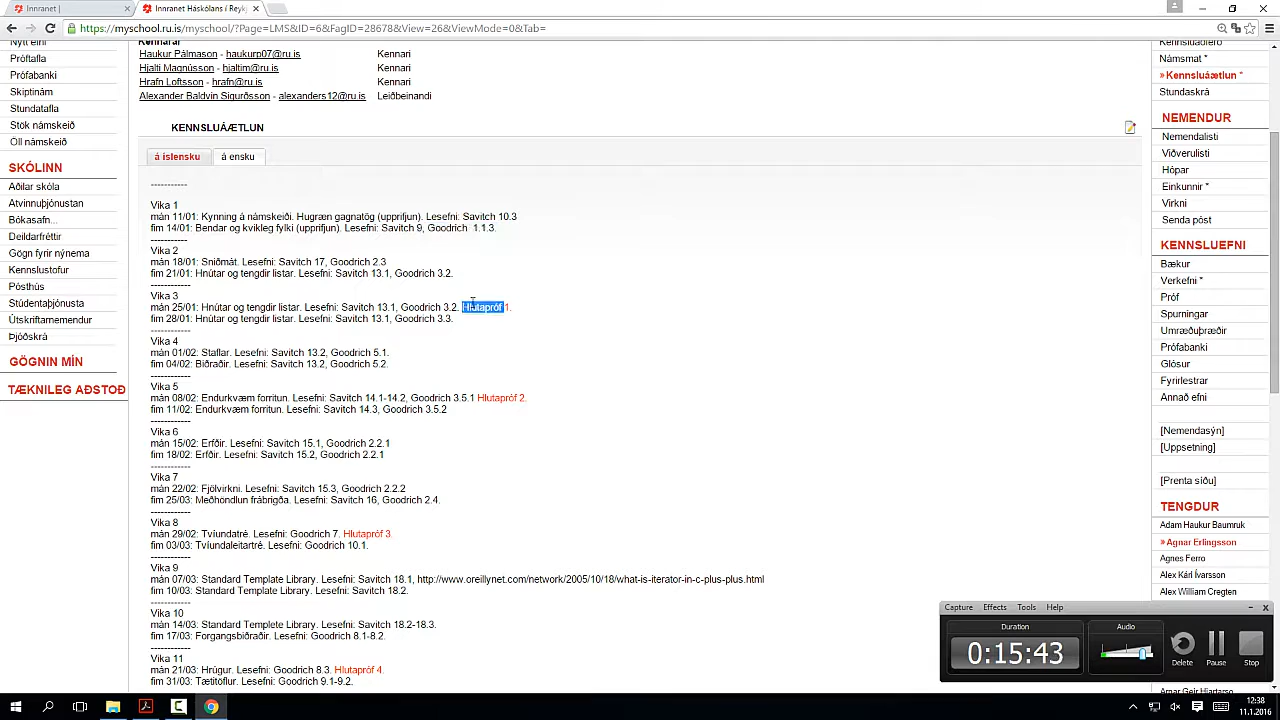 Innranet |
Innranet Háskólans í Reykj
https://myschool.ru.is/myschool/?Page=LMS&ID=6&FagID=28678&View=26&ViewMode=0&Tab=
Nýtt efni
Próftafla
Prófabanki
Skiptinám
Stundatafla
Stök námskeið
Öll námskeið
SKÓLINN
Aðilar skóla
Atvinnuþjónustan
Bókasafn...
Deildarfréttir
Gögn fyrir nýnema
Kennslustofur
Pósthús
Stúdentaþjónusta
Útskriftarnemendur
Þjóðskrá
GÖGNIN MÍN
TÆKNILEG AÐSTOÐ
Kennarar
Haukur Pálmason - haukurp07@ru.is Kennari
Hjalti Magnússon - hjaltim@ru.is Kennari
Hrafn Loftsson - hrafn@ru.is Kennari
Alexander Baldvin Sigurðsson - alexanders12@ru.is Leiðbeinandi
KENNSLUÁÆTLUN
á íslensku á ensku
-----------
Vika 1
mán 11/01: Kynning á námskeiði. Hugræn gagnatög (upprifjun). Lesefni: Savitch 10.3
fim 14/01: Bendar og kvikleg fylki (upprifjun). Lesefni: Savitch 9, Goodrich 1.1.3.
-----------
Vika 2
mán 18/01: Sniðmát. Lesefni: Savitch 17, Goodrich 2.3
fim 21/01: Hnútar og tengdir listar. Lesefni: Savitch 13.1, Goodrich 3.2.
-----------
Vika 3
mán 25/01: Hnútar og tengdir listar. Lesefni: Savitch 13.1, Goodrich 3.2. Hlutapróf 1.
fim 28/01: Hnútar og tengdir listar. Lesefni: Savitch 13.1, Goodrich 3.3.
-----------
Vika 4
mán 01/02: Staflar. Lesefni: Savitch 13.2, Goodrich 5.1.
fim 04/02: Biðraðir. Lesefni: Savitch 13.2, Goodrich 5.2.
-----------
Vika 5
mán 08/02: Endurkvæm forritun. Lesefni: Savitch 14.1-14.2, Goodrich 3.5.1 Hlutapróf 2.
fim 11/02: Endurkvæm forritun. Lesefni: Savitch 14.3, Goodrich 3.5.2
-----------
Vika 6
mán 15/02: Erfðir. Lesefni: Savitch 15.1, Goodrich 2.2.1
fim 18/02: Erfðir. Lesefni: Savitch 15.2, Goodrich 2.2.1
-----------
Vika 7
mán 22/02: Fjölvirkni. Lesefni: Savitch 15.3, Goodrich 2.2.2
fim 25/03: Meðhöndlun frábrigða. Lesefni: Savitch 16, Goodrich 2.4.
-----------
Vika 8
mán 29/02: Tvíundatré. Lesefni: Goodrich 7. Hlutapróf 3.
fim 03/03: Tvíundaleitartré. Lesefni: Goodrich 10.1.
-----------
Vika 9
mán 07/03: Standard Template Library. Lesefni: Savitch 18.1, http://www.oreillynet.com/network/2005/10/18/what-is-iterator-in-c-plus-plus.html
fim 10/03: Standard Template Library. Lesefni: Savitch 18.2.
-----------
Vika 10
mán 14/03: Standard Template Library. Lesefni: Savitch 18.2-18.3.
fim 17/03: Forgangsbiðraðir. Lesefni: Goodrich 8.1-8.2.
-----------
Vika 11
mán 21/03: Hrúgur. Lesefni: Goodrich 8.3. Hlutapróf 4.
fim 31/03: Tætitöflur. Lesefni: Goodrich 9.1-9.2.
Kennsluáferð
Námsmat *
» Kennsluáætlun *
Stundaskrá
NEMENDUR
Nemendalisti
Viðverulisti
Hópar
Einkunnir *
Virkni
Senda póst
KENNSLUEFNI
Bækur
Verkefni *
Próf
Spurningar
Umræðuþræðir
Prófabanki
Glósur
Fyrirlestrar
Annað efni
[Nemendasýn]
[Uppsetning]
[Prenta síðu]
TENGDUR
Adam Haukur Baumruk
» Agnar Erlingsson
Agnes Ferro
Alex Kári Ívarsson
Alex William Cregten
Capture Effects Tools Help
Duration
0:15:43
Audio
Delete
Pause
Stop
12:38
11.1.2016